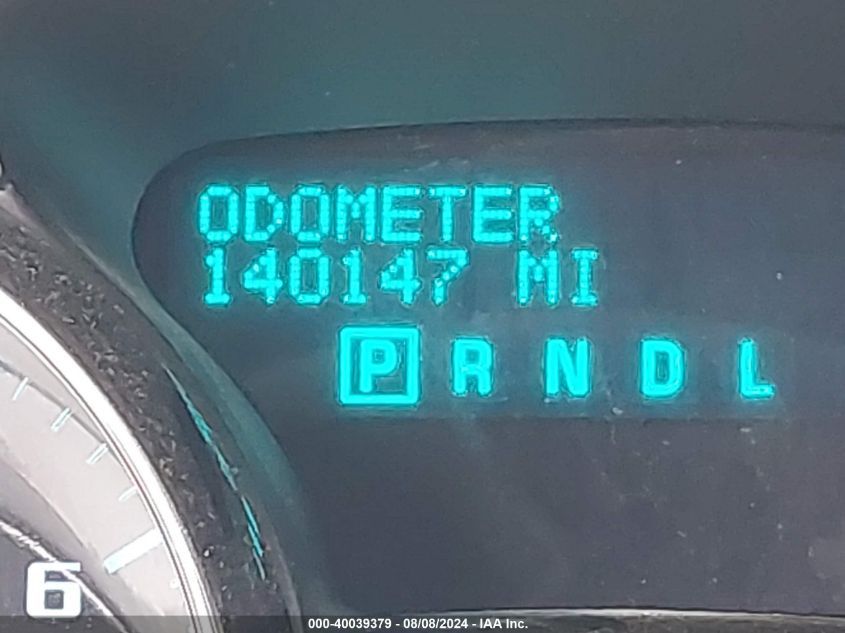 ODOMETER
140147 MI
P R N D L
6
000-40039379 - 08/08/2024 - IAA Inc.